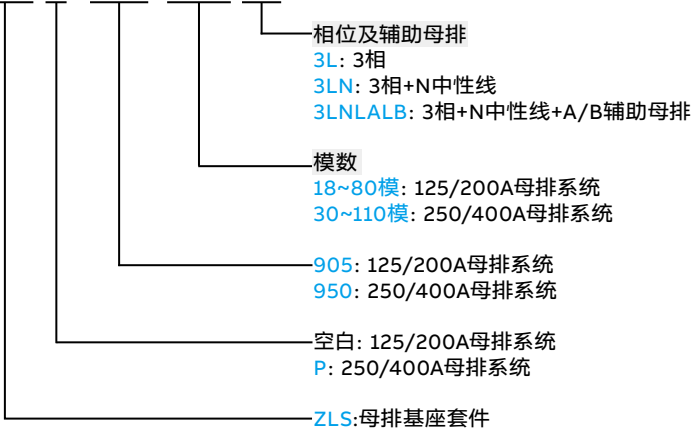 相位及辅助母排
3L: 3相
3LN: 3相+N中性线
3LNLALB: 3相+N中性线+A/B辅助母排
模数
18~80模: 125/200A母排系统
30~110模: 250/400A母排系统
905: 125/200A母排系统
950: 250/400A母排系统
空白: 125/200A母排系统
P: 250/400A母排系统
ZLS:母排基座套件